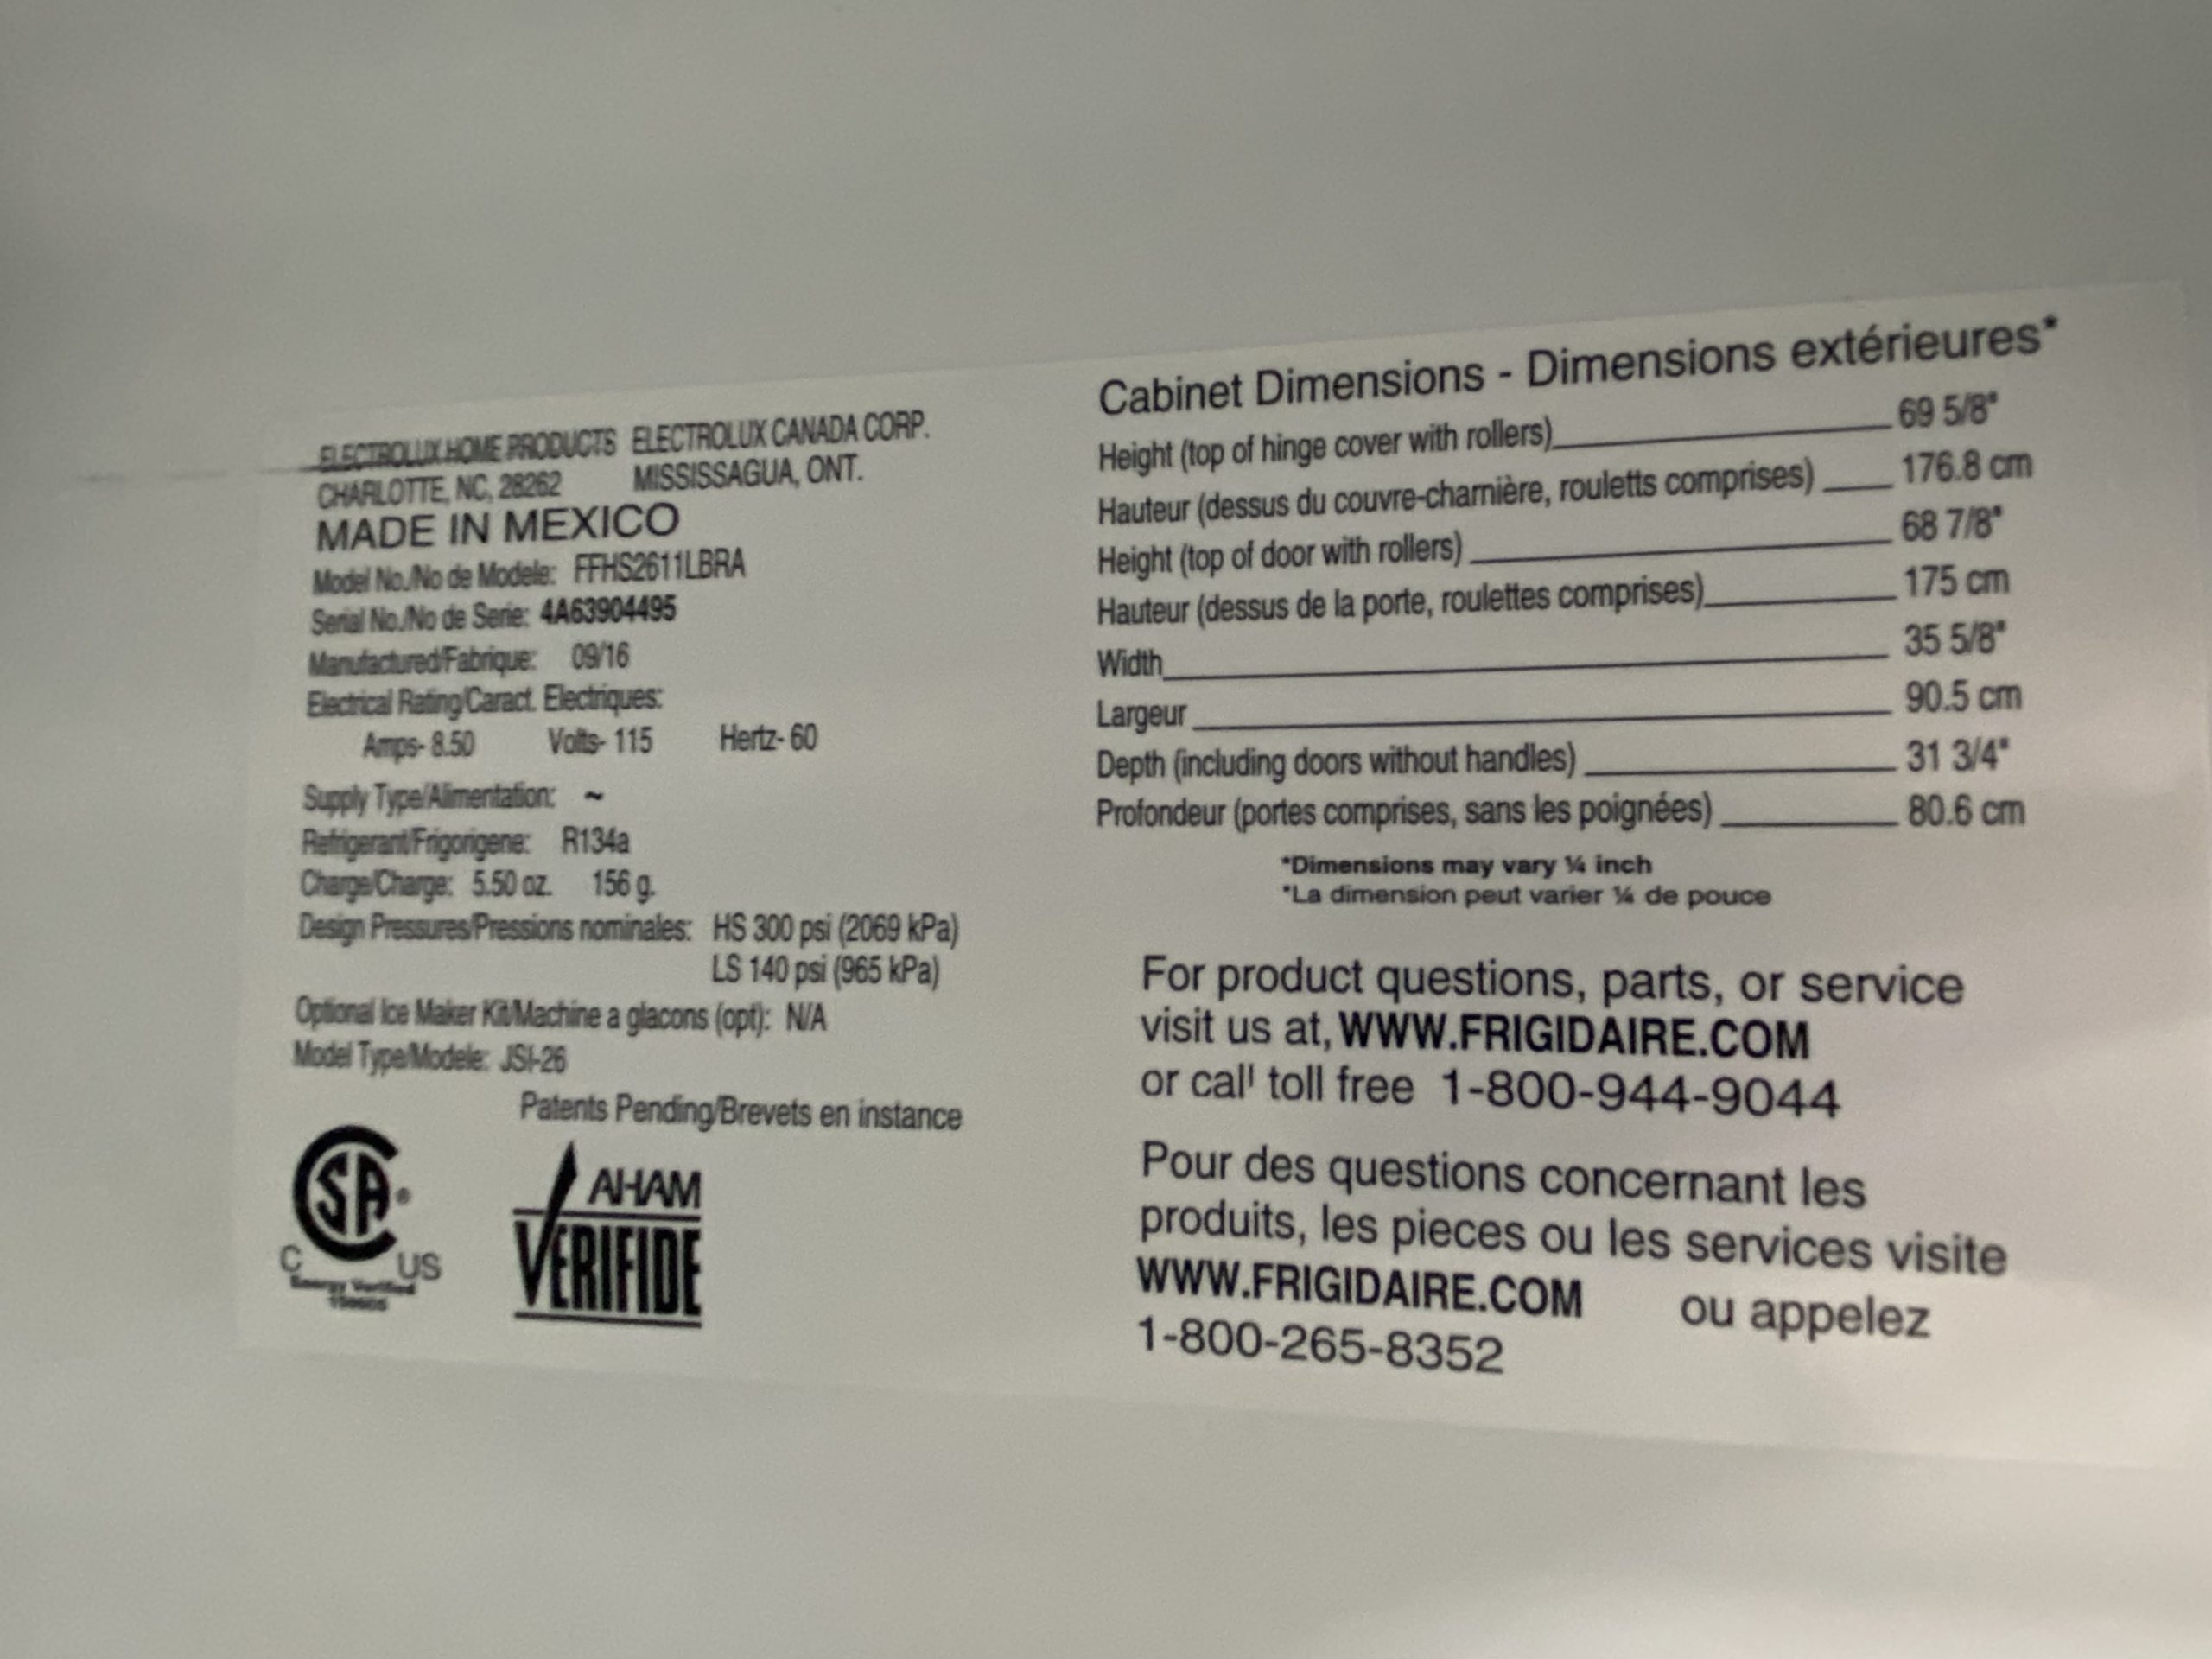 ELECTROLUX HOME PRODUCTS ELECTROLUX CANADA CORP.
CHARLOTTE, NC, 28262 MISSISSAGUA, ONT.
MADE IN MEXICO
Model No./No de Modele: FFHS2611LBRA
Serial No./No de Serie: 4A63904495
Manufactured/Fabrique: 09/16
Electrical Rating/Caract. Electriques:
Amps- 8.50 Volts- 115 Hertz- 60
Supply Type/Alimentation: ~
Refrigerant/Frigorigene: R134a
Charge/Charge: 5.50 oz. 156 g.
Design Pressures/Pressions nominales: HS 300 psi (2069 kPa)
LS 140 psi (965 kPa)
Optional Ice Maker Kit/Machine a glacons (opt): N/A
Model Type/Modele: JSI-26
Patents Pending/Brevets en instance
SA®
C US
Energy Verified
AHAM
VERIFIDE
Cabinet Dimensions - Dimensions extérieures*
Height (top of hinge cover with rollers) 69 5/8"
Hauteur (dessus du couvre-charnière, rouletts comprises) 176.8 cm
Height (top of door with rollers) 68 7/8"
Hauteur (dessus de la porte, roulettes comprises) 175 cm
Width 35 5/8"
Largeur 90.5 cm
Depth (including doors without handles) 31 3/4"
Profondeur (portes comprises, sans les poignées) 80.6 cm
*Dimensions may vary ¼ inch
*La dimension peut varier ¼ de pouce
For product questions, parts, or service
visit us at, WWW.FRIGIDAIRE.COM
or call toll free 1-800-944-9044
Pour des questions concernant les
produits, les pieces ou les services visite
WWW.FRIGIDAIRE.COM ou appelez
1-800-265-8352